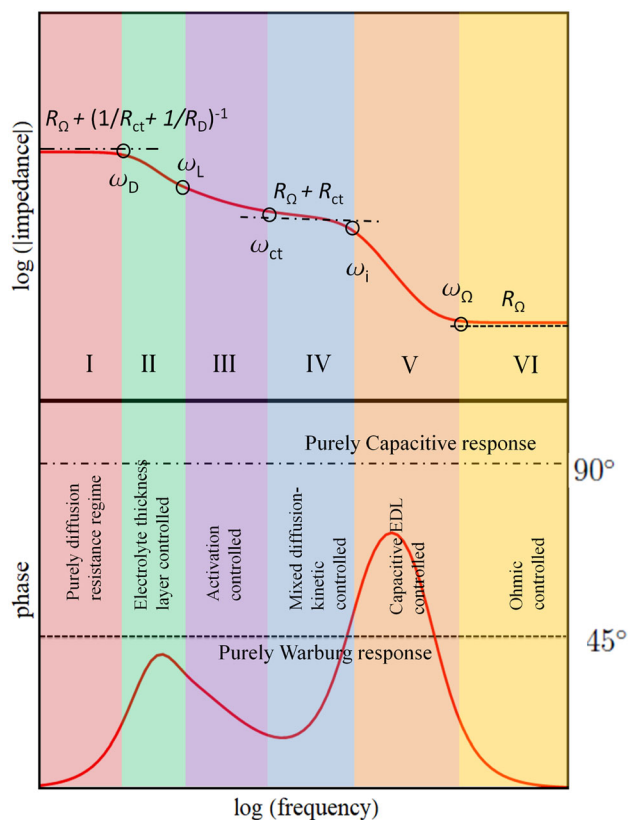 log (|impedance|)
R_Ω + (1/R_ct + 1/R_D)^-1
ω_D
ω_L
R_Ω + R_ct
ω_ct
ω_i
ω_Ω
R_Ω
I
II
III
IV
V
VI
phase
Purely Capacitive response
90°
Purely diffusion
resistance regime
Electrolyte thickness
layer controlled
Activation
controlled
Mixed diffusion-
kinetic
controlled
Capacitive EDL
controlled
Ohmic
controlled
45°
Purely Warburg response
log (frequency)